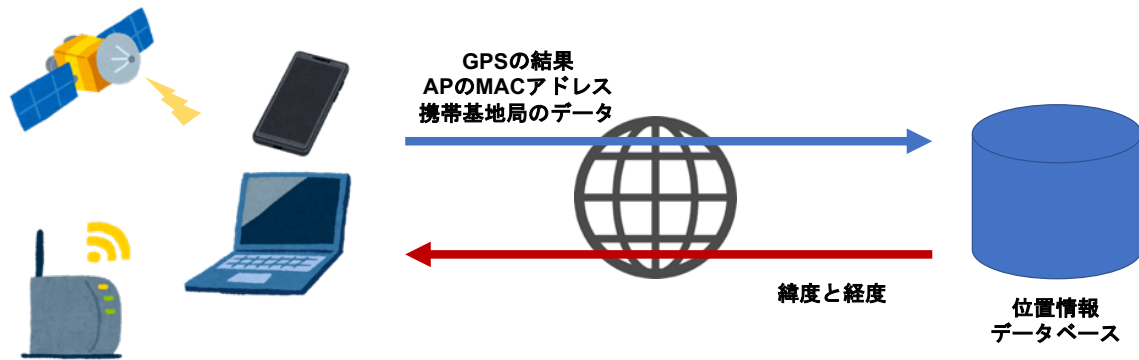 GPSの結果
APのMACアドレス
携帯基地局のデータ
緯度と経度
位置情報
データベース